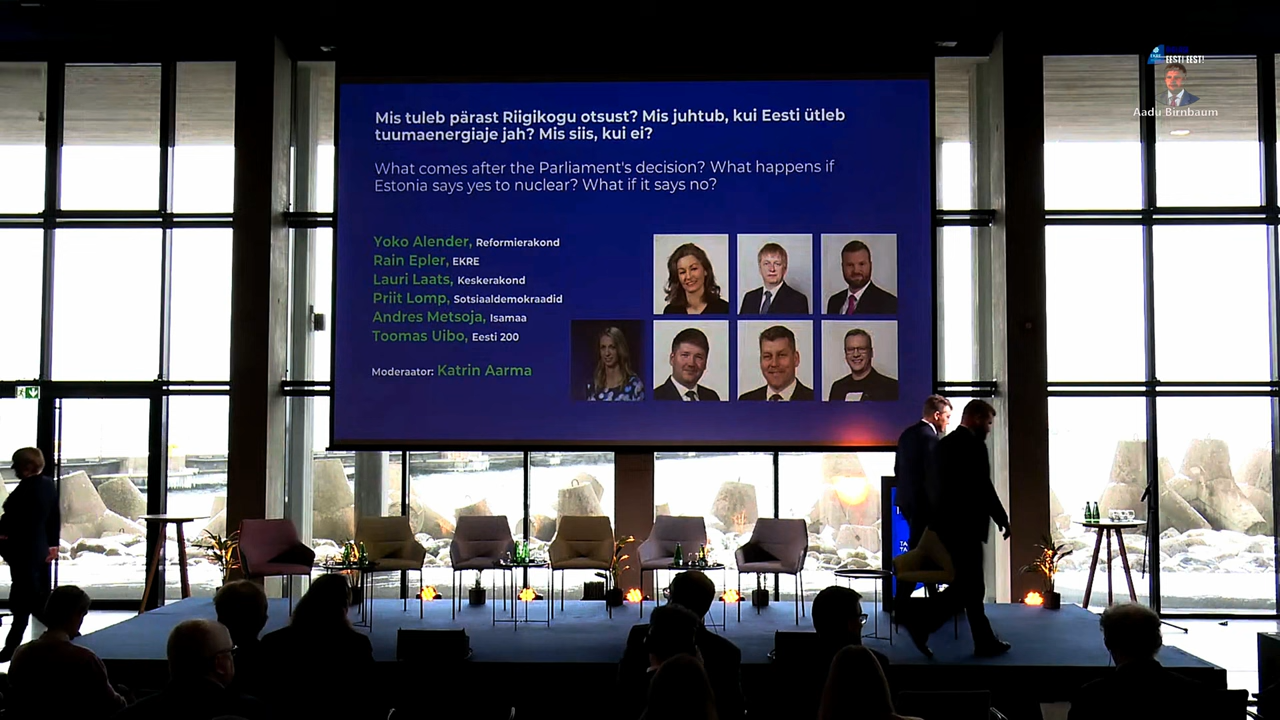 Mis tuleb pärast Riigikogu otsust? Mis juhtub, kui Eesti ütleb
tuumaenergiaje jah? Mis siis, kui ei?
What comes after the Parliament's decision? What happens if
Estonia says yes to nuclear? What if it says no?
Yoko Alender, Reformierakond
Rain Epler, EKRE
Lauri Laats, Keskerakond
Priit Lomp, Sotsiaaldemokraadid
Andres Metsoja, Isamaa
Toomas Uibo, Eesti 200
Moderaator: Katrin Aarma
EESTI EEST!
Aadu Birnbaum